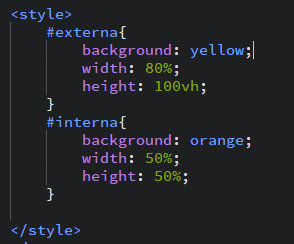 <style>
#externa{
background: yellow;
width: 80%;
height: 100vh;
}
#interna{
background: orange;
width: 50%;
height: 50%;
}
</style>